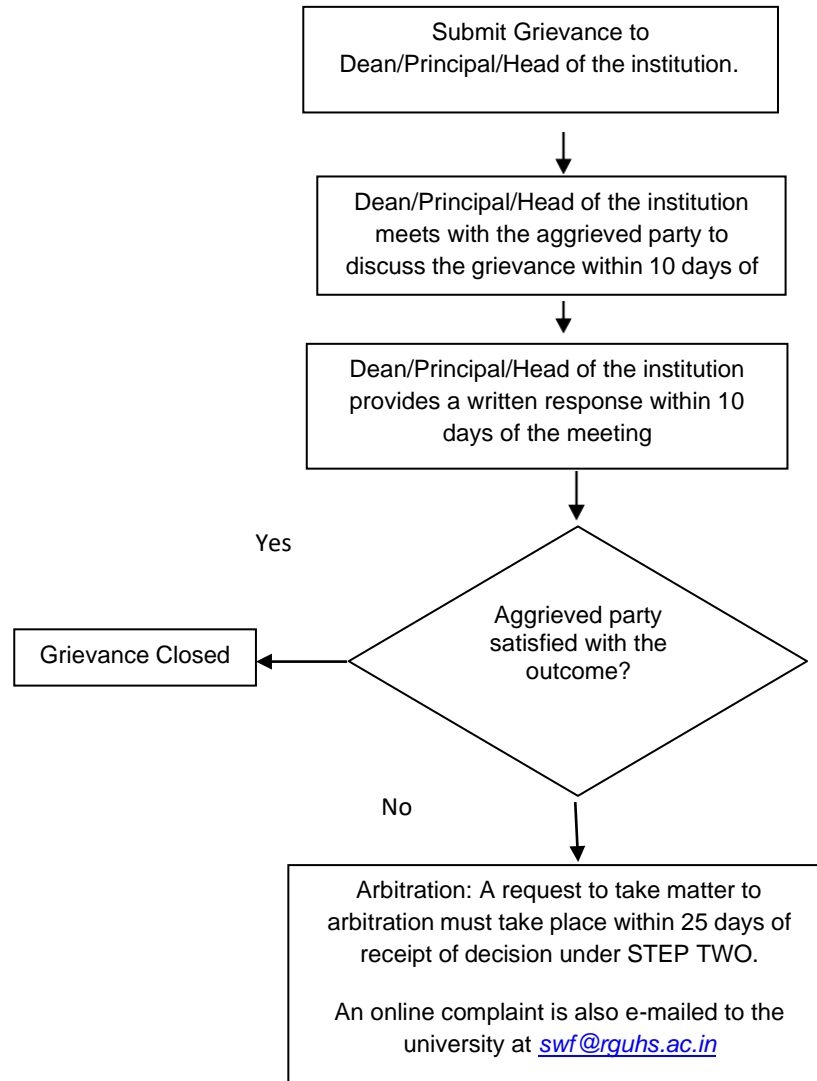 Submit Grievance to
Dean/Principal/Head of the institution.
Dean/Principal/Head of the institution
meets with the aggrieved party to
discuss the grievance within 10 days of
Dean/Principal/Head of the institution
provides a written response within 10
days of the meeting
Yes
Aggrieved party
satisfied with the
outcome?
Grievance Closed
No
Arbitration: A request to take matter to
arbitration must take place within 25 days of
receipt of decision under STEP TWO.
An online complaint is also e-mailed to the
university at swf@rguhs.ac.in